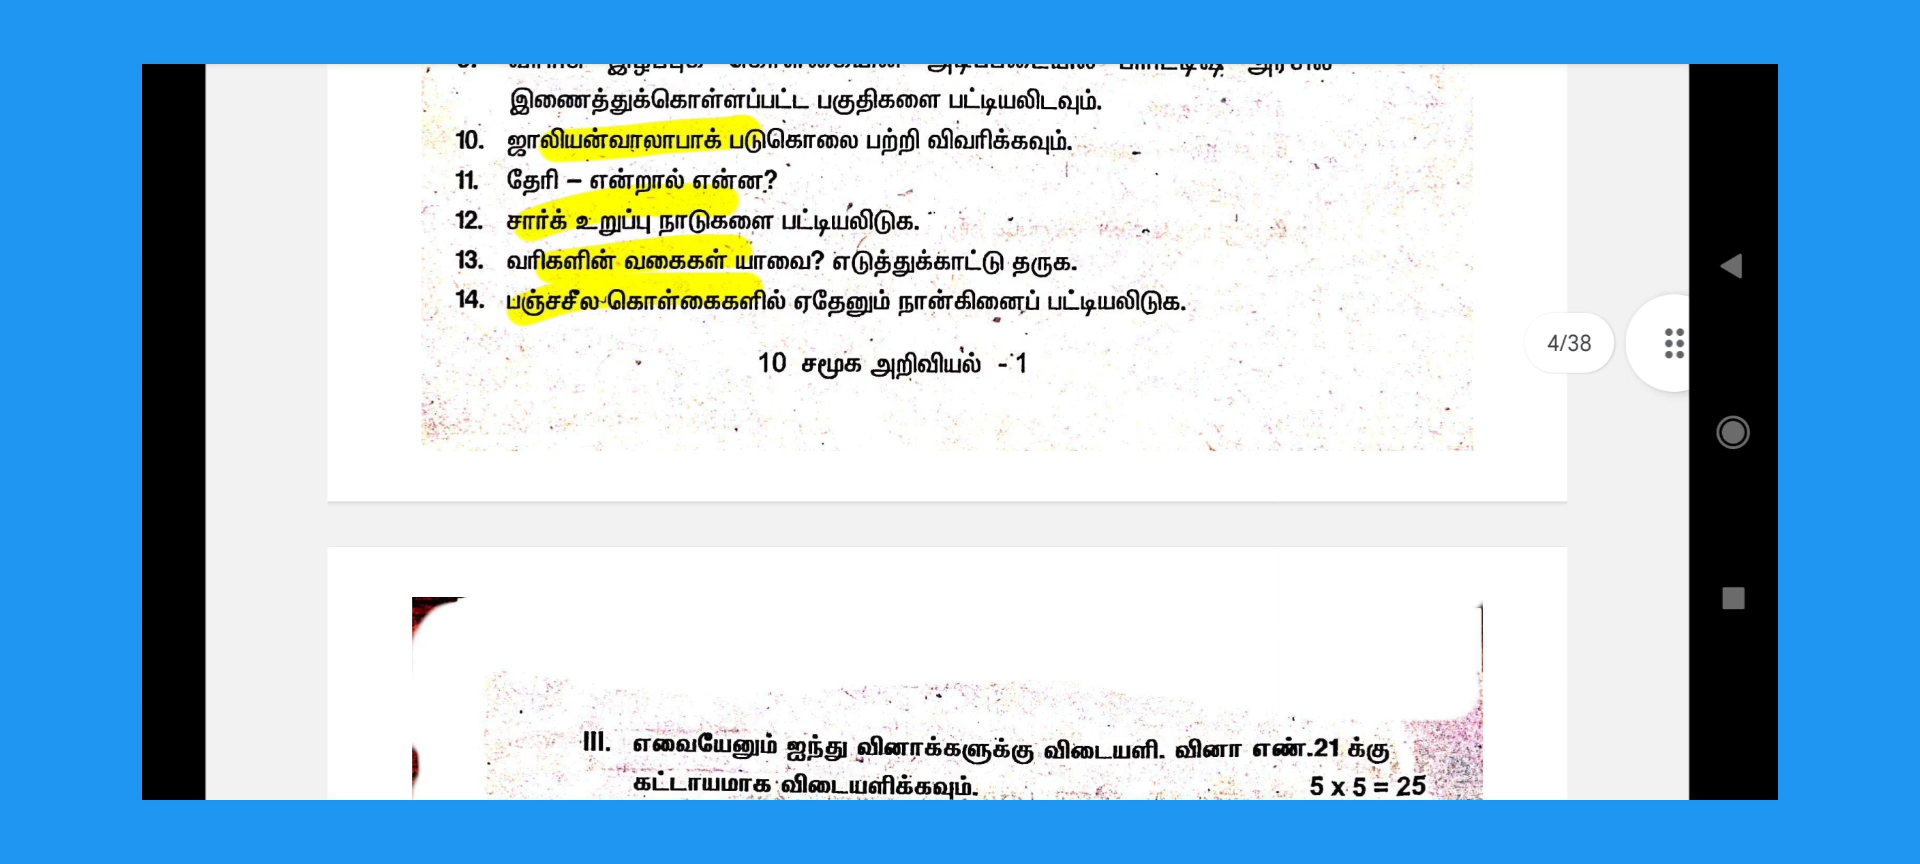 இணைத்துக்கொள்ளப்பட்ட பகுதிகளை பட்டியலிடவும்.
10. ஜாலியன்வாலாபாக் படுகொலை பற்றி விவரிக்கவும்.
11. தேரி – என்றால் என்ன?
12. சார்க் உறுப்பு நாடுகளை பட்டியலிடுக.
13. வரிகளின் வகைகள் யாவை? எடுத்துக்காட்டு தருக.
14. பஞ்சசீல கொள்கைகளில் ஏதேனும் நான்கினைப் பட்டியலிடுக.
4/38
10 சமூக அறிவியல் - 1
III. எவையேனும் ஐந்து வினாக்களுக்கு விடையளி. வினா எண்.21 க்கு
கட்டாயமாக விடையளிக்கவும். 5 x 5 = 25